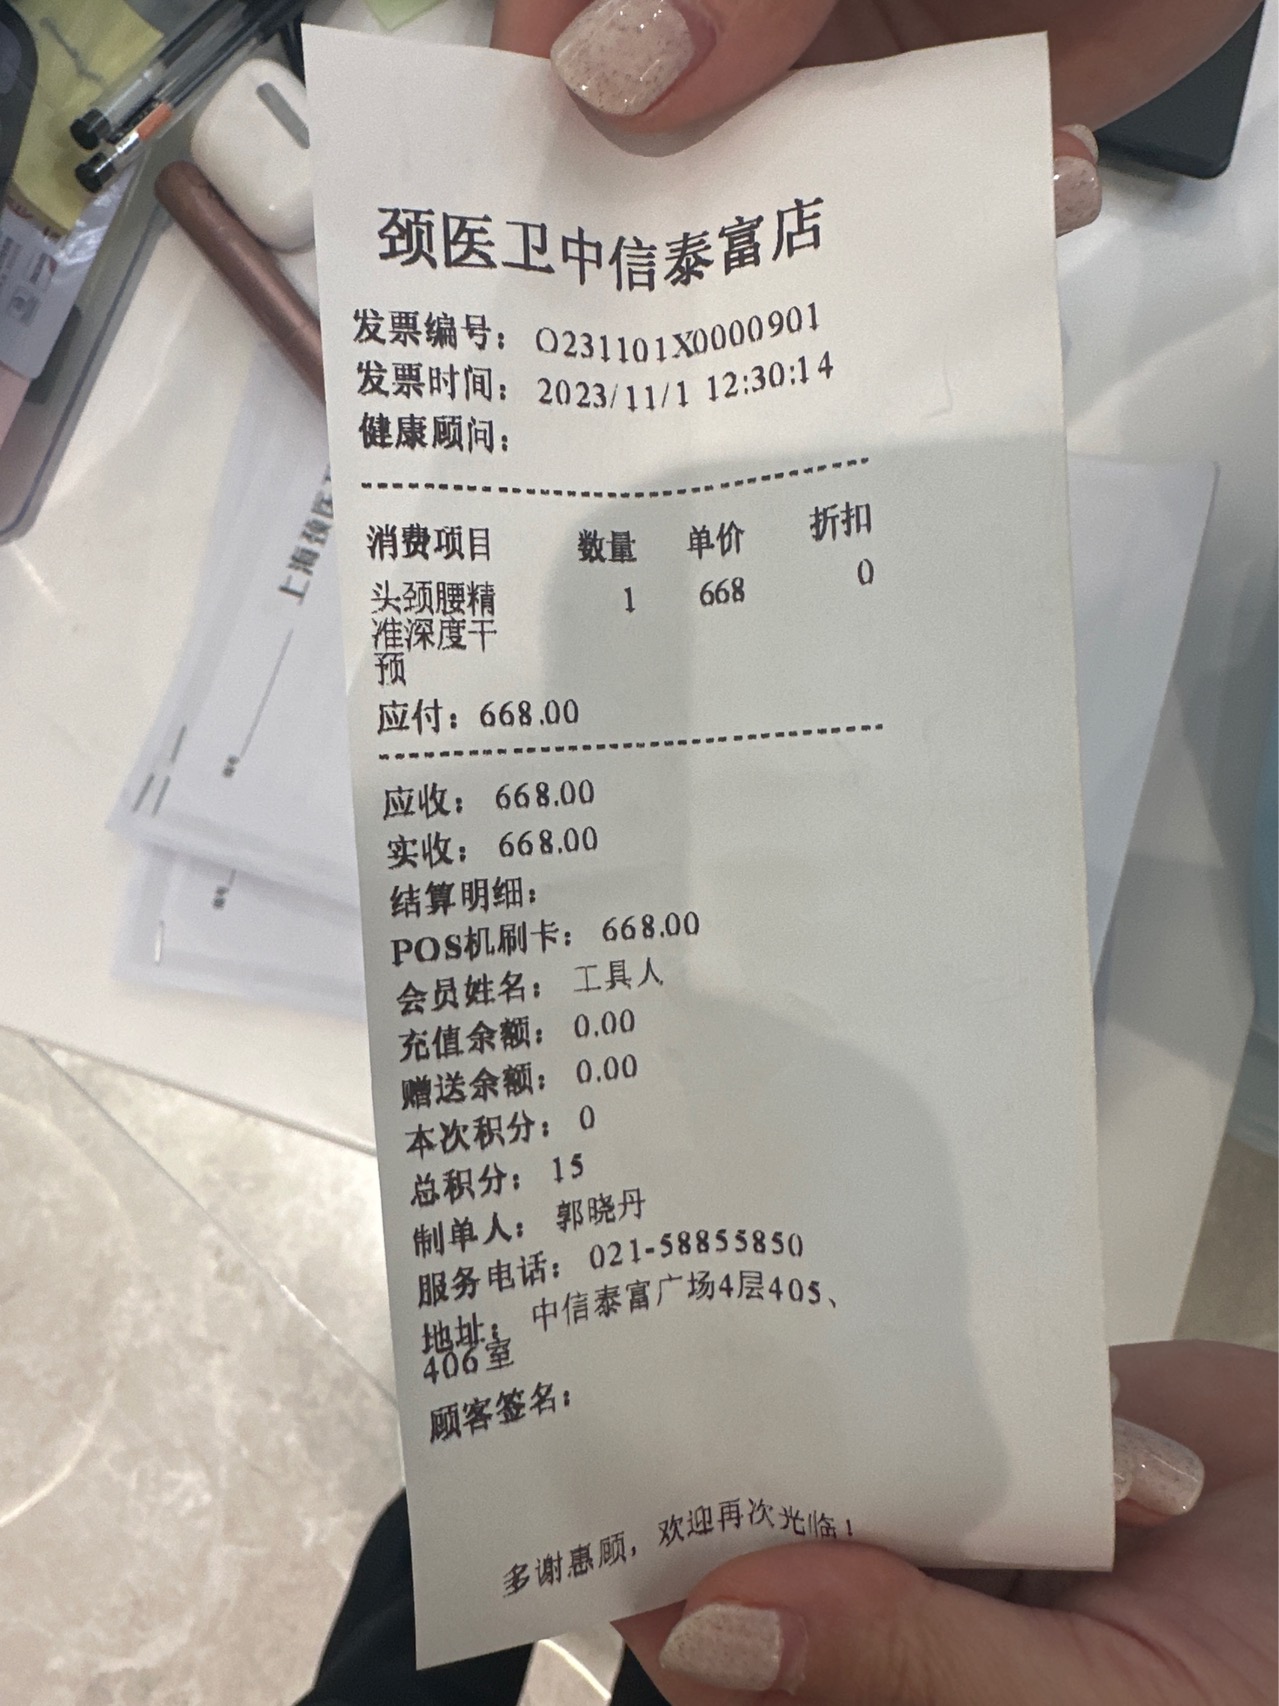 颈医卫中信泰富店
发票编号： O231101X0000901
发票时间： 2023/11/1 12:30:14
健康顾问：
消费项目 数量 单价 折扣
头颈腰精 1 668 0
准深度干
预
应付：668.00
应收： 668.00
实收： 668.00
结算明细：
POS机刷卡： 668.00
会员姓名： 工具人
充值余额： 0.00
赠送余额： 0.00
本次积分： 0
总积分： 15
制单人： 郭晓丹
服务电话： 021-58855850
地址： 中信泰富广场4层405、
406室
顾客签名：
多谢惠顾，欢迎再次光临！
上海颈医